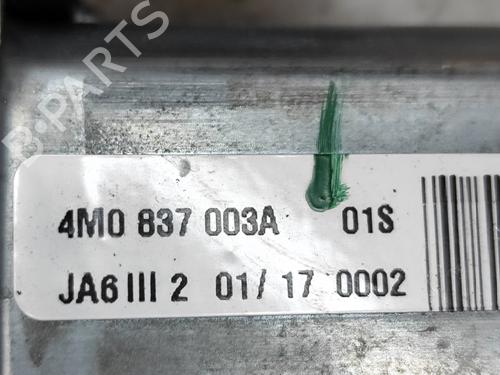 B-PARTS
4M0 837 003A 01S
JA6 III 2 01/17 0002